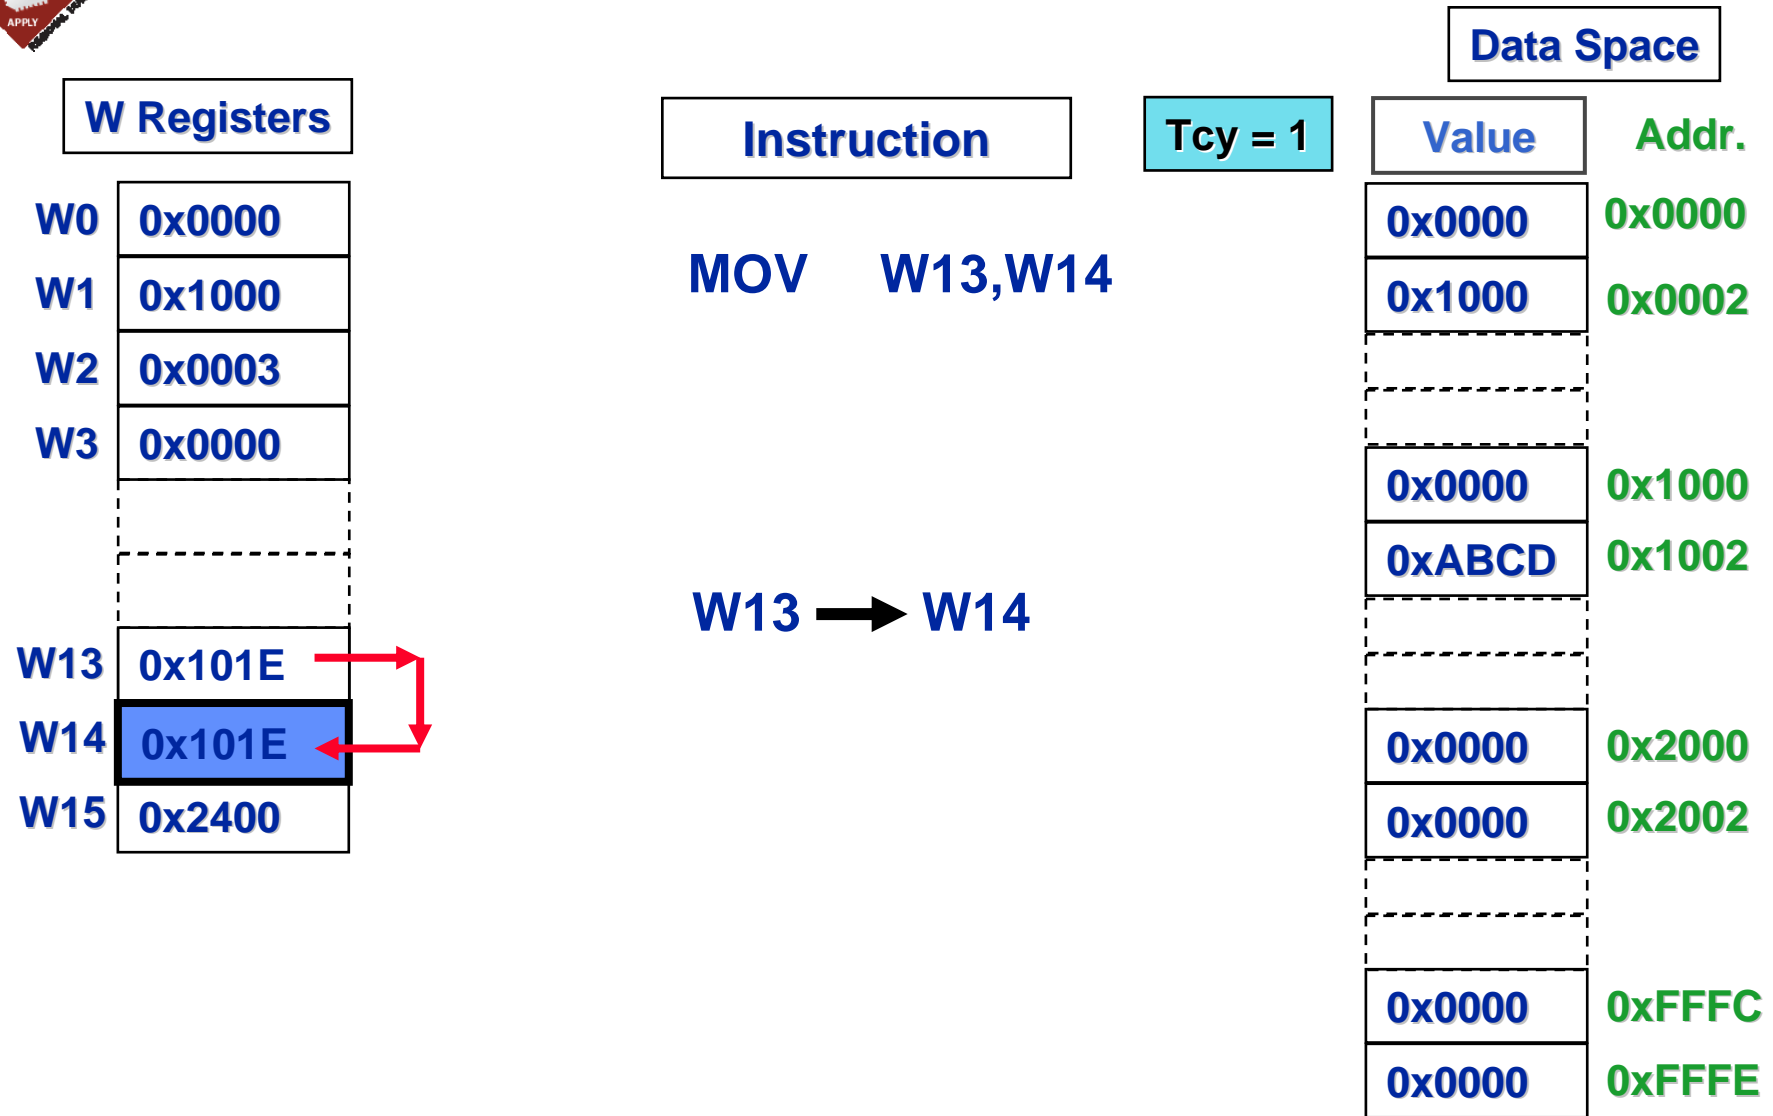 APPLY
Data Space
W Registers
Instruction
Tcy = 1
Value
Addr.
W0 0x0000
W1 0x1000
W2 0x0003
W3 0x0000
W13 0x101E
W14 0x101E
W15 0x2400
MOV W13,W14
W13 W14
0x0000 0x0000
0x1000 0x0002
0x0000 0x1000
0xABCD 0x1002
0x0000 0x2000
0x0000 0x2002
0x0000 0xFFFC
0x0000 0xFFFE